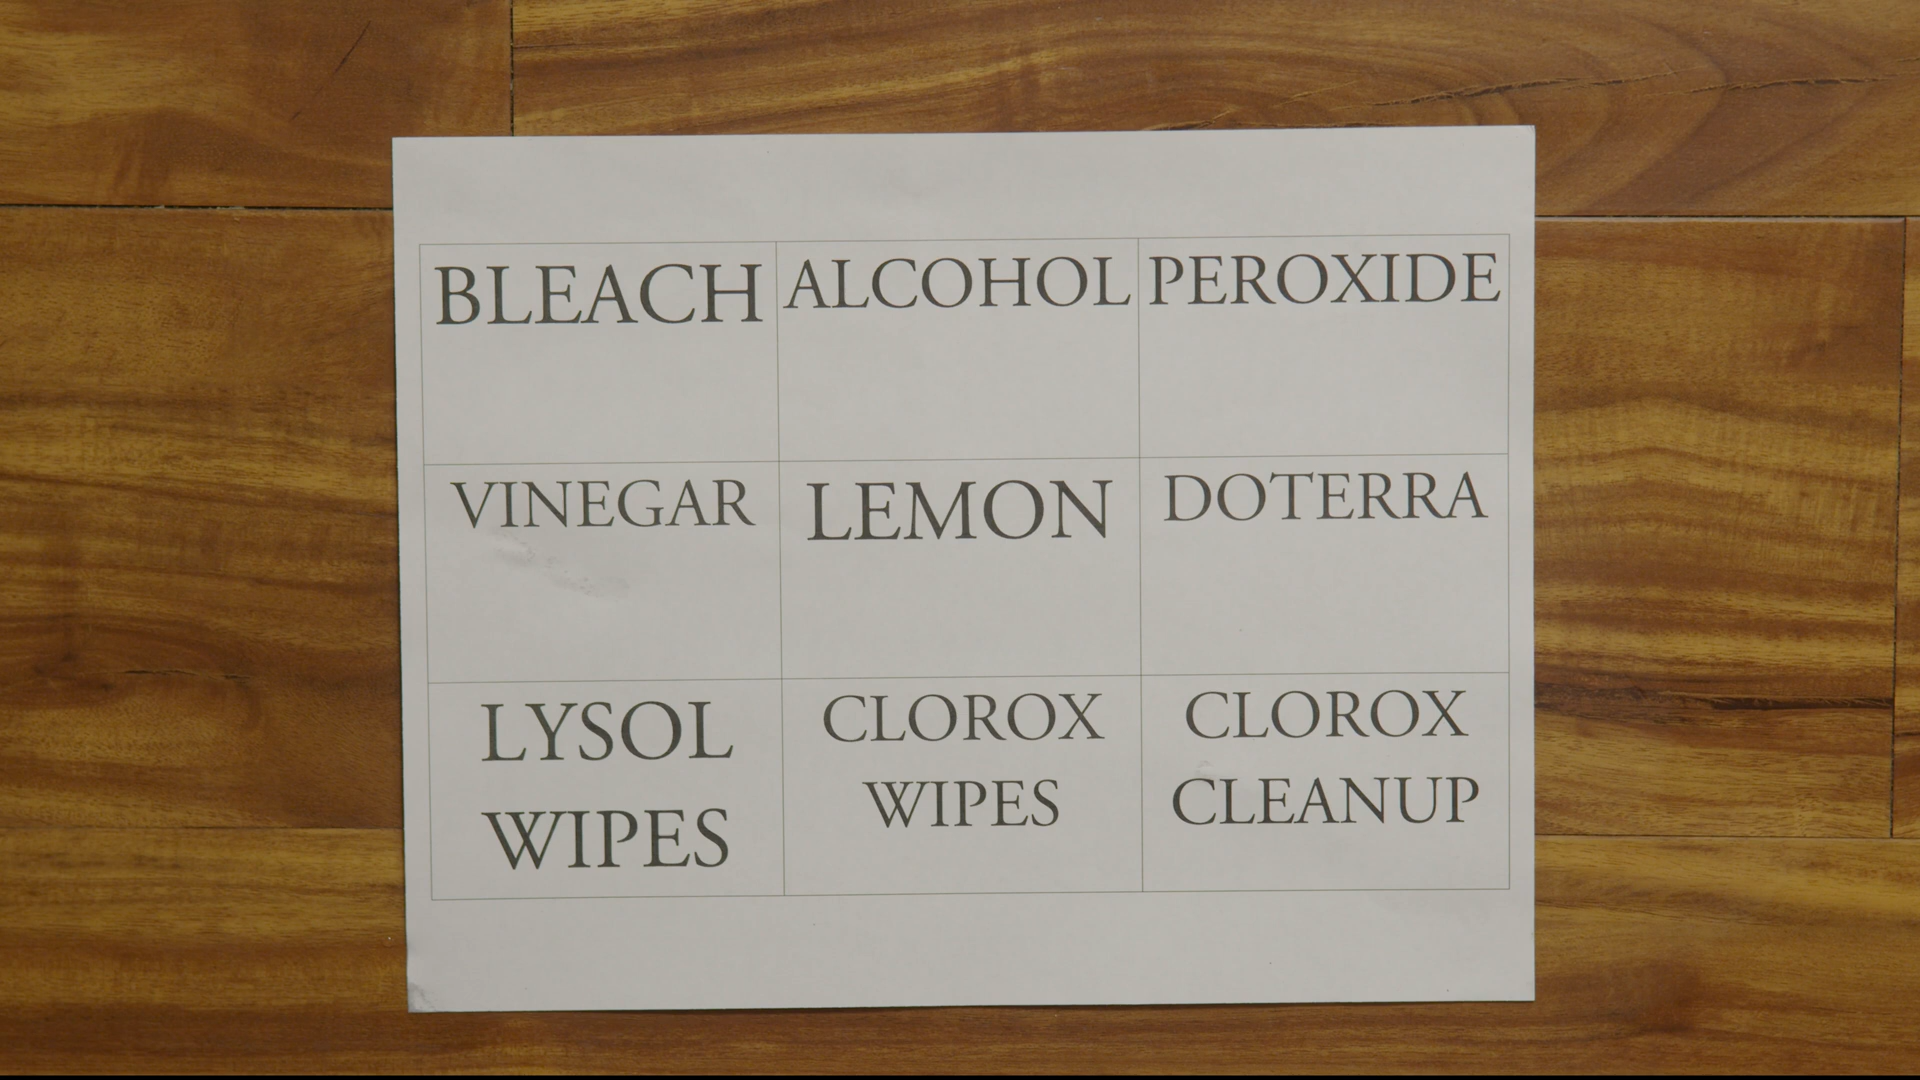 BLEACH ALCOHOL PEROXIDE
VINEGAR LEMON DOTERRA
LYSOL WIPES
CLOROX WIPES
CLOROX CLEANUP